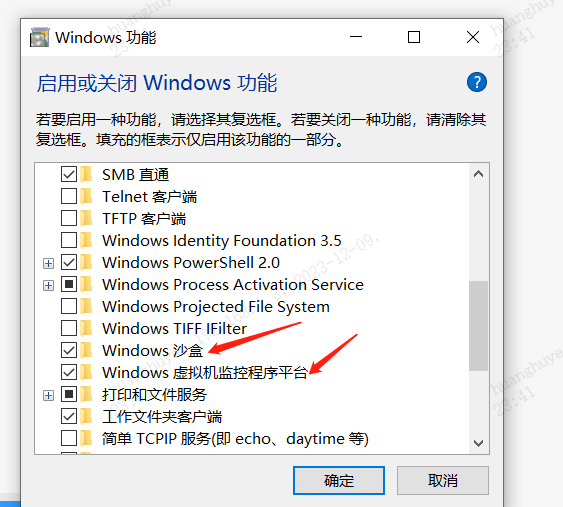 Windows 功能
启用或关闭 Windows 功能
若要启用一种功能，请选择其复选框。若要关闭一种功能，请清除其
复选框。填充的框表示仅启用该功能的一部分。
SMB 直通
Telnet 客户端
TFTP 客户端
Windows Identity Foundation 3.5
Windows PowerShell 2.0
Windows Process Activation Service
Windows Projected File System
Windows TIFF IFilter
Windows 沙盒
Windows 虚拟机监控程序平台
打印和文件服务
工作文件夹客户端
简单 TCPIP 服务(即 echo、daytime 等)
确定
取消
23:41
2023-12-09,
23:41